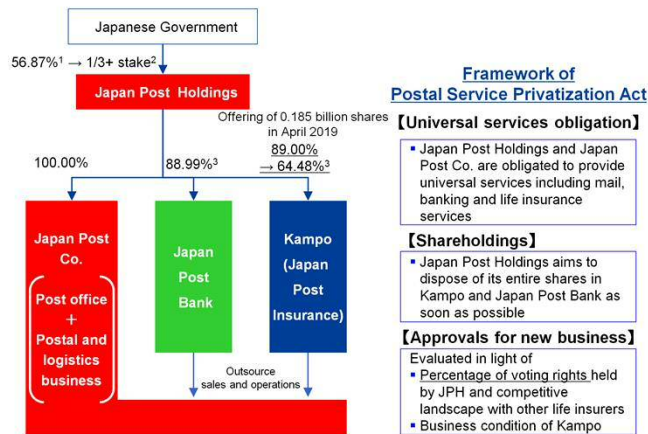 Japanese Government
56.87%¹ → 1/3+ stake²
Japan Post Holdings
Offering of 0.185 billion shares
in April 2019
100.00%
88.99%³
89.00%
→ 64.48%³
Japan Post
Co.
Post office
+
Postal and
logistics
business
Japan
Post
Bank
Kampo
(Japan
Post
Insurance)
Outsource
sales and operations
Framework of
Postal Service Privatization Act
【Universal services obligation】
▪ Japan Post Holdings and Japan
Post Co. are obligated to provide
universal services including mail,
banking and life insurance
services
【Shareholdings】
▪ Japan Post Holdings aims to
dispose of its entire shares in
Kampo and Japan Post Bank as
soon as possible
【Approvals for new business】
Evaluated in light of
▪ Percentage of voting rights held
by JPH and competitive
landscape with other life insurers
▪ Business condition of Kampo